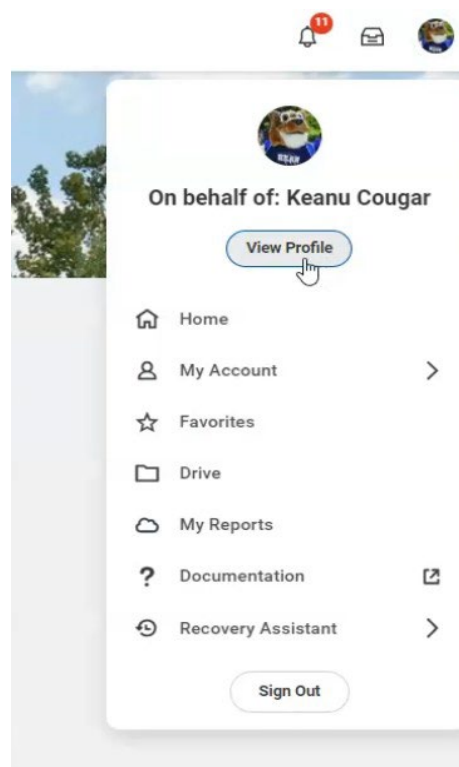 11
KEAN
On behalf of: Keanu Cougar
View Profile
Home
My Account
Favorites
Drive
My Reports
? Documentation
Recovery Assistant
Sign Out